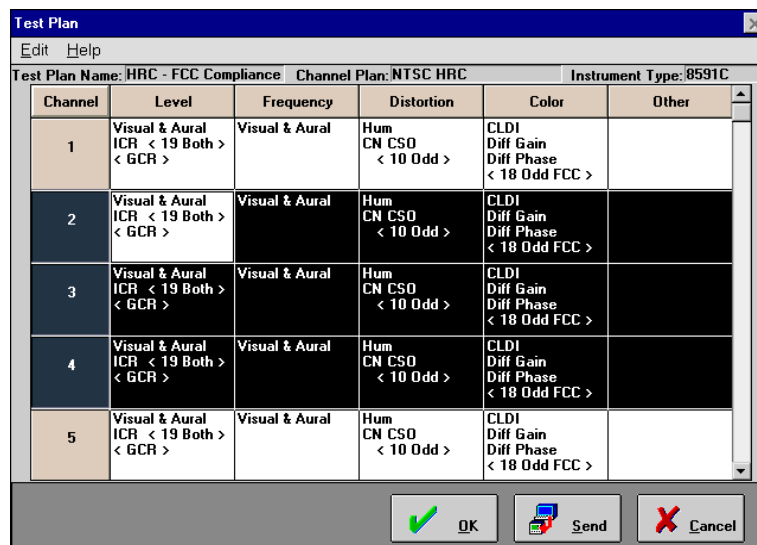 Test Plan
Edit Help
Test Plan Name: HRC - FCC Compliance Channel Plan: NTSC HRC Instrument Type: 8591C
Channel Level Frequency Distortion Color Other
1
Visual & Aural
ICR < 19 Both >
< GCR >
Visual & Aural
Hum
CN CSO
< 10 Odd >
CLDI
Diff Gain
Diff Phase
< 18 Odd FCC >
2
Visual & Aural
ICR < 19 Both >
< GCR >
Visual & Aural
Hum
CN CSO
< 10 Odd >
CLDI
Diff Gain
Diff Phase
< 18 Odd FCC >
3
Visual & Aural
ICR < 19 Both >
< GCR >
Visual & Aural
Hum
CN CSO
< 10 Odd >
CLDI
Diff Gain
Diff Phase
< 18 Odd FCC >
4
Visual & Aural
ICR < 19 Both >
< GCR >
Visual & Aural
Hum
CN CSO
< 10 Odd >
CLDI
Diff Gain
Diff Phase
< 18 Odd FCC >
5
Visual & Aural
ICR < 19 Both >
< GCR >
Visual & Aural
Hum
CN CSO
< 10 Odd >
CLDI
Diff Gain
Diff Phase
< 18 Odd FCC >
OK Send Cancel